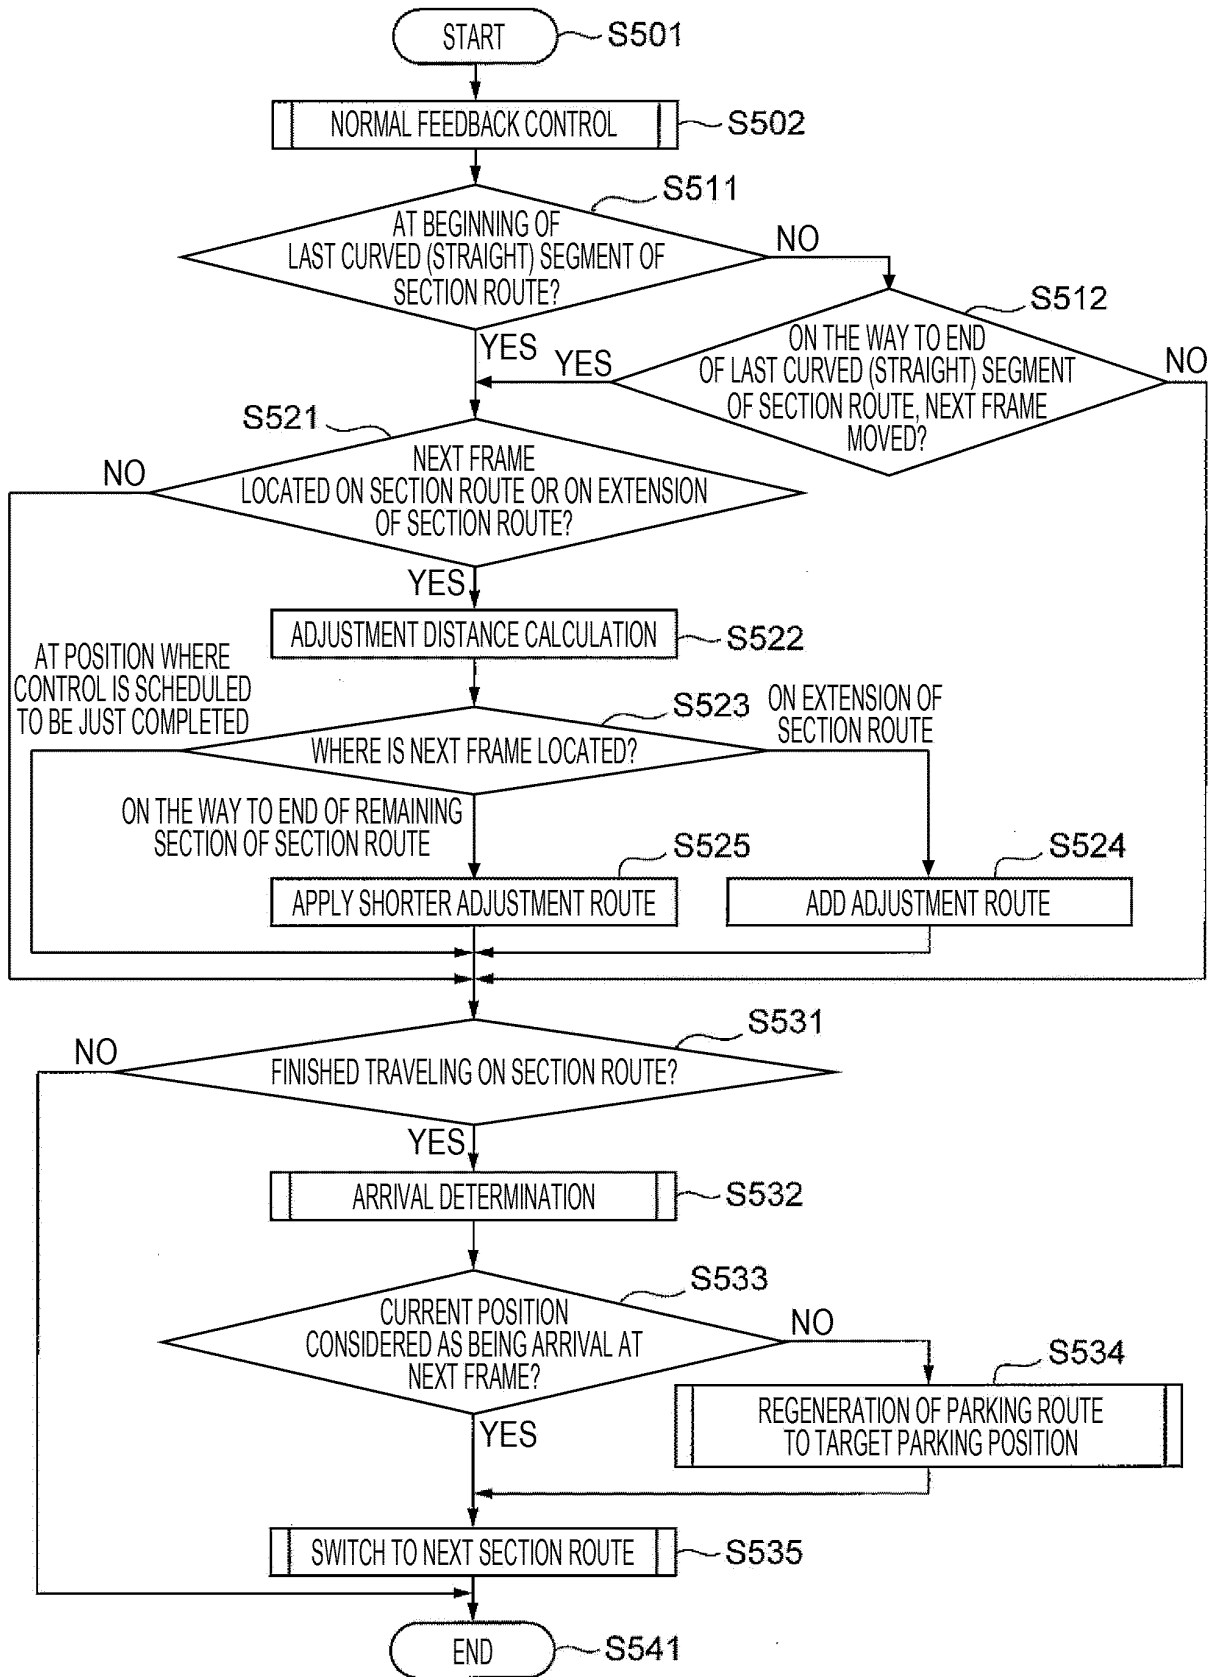 START
S501
NORMAL FEEDBACK CONTROL
S502
S511
AT BEGINNING OF
LAST CURVED (STRAIGHT) SEGMENT OF
SECTION ROUTE?
NO
YES
S512
ON THE WAY TO END
OF LAST CURVED (STRAIGHT) SEGMENT
OF SECTION ROUTE, NEXT FRAME
MOVED?
YES
NO
S521
NEXT FRAME
LOCATED ON SECTION ROUTE OR ON EXTENSION
OF SECTION ROUTE?
NO
YES
ADJUSTMENT DISTANCE CALCULATION
S522
AT POSITION WHERE
CONTROL IS SCHEDULED
TO BE JUST COMPLETED
S523
WHERE IS NEXT FRAME LOCATED?
ON EXTENSION OF
SECTION ROUTE
ON THE WAY TO END OF REMAINING
SECTION OF SECTION ROUTE
S525
APPLY SHORTER ADJUSTMENT ROUTE
S524
ADD ADJUSTMENT ROUTE
S531
FINISHED TRAVELING ON SECTION ROUTE?
NO
YES
ARRIVAL DETERMINATION
S532
S533
CURRENT POSITION
CONSIDERED AS BEING ARRIVAL AT
NEXT FRAME?
NO
YES
S534
REGENERATION OF PARKING ROUTE
TO TARGET PARKING POSITION
SWITCH TO NEXT SECTION ROUTE
S535
END
S541